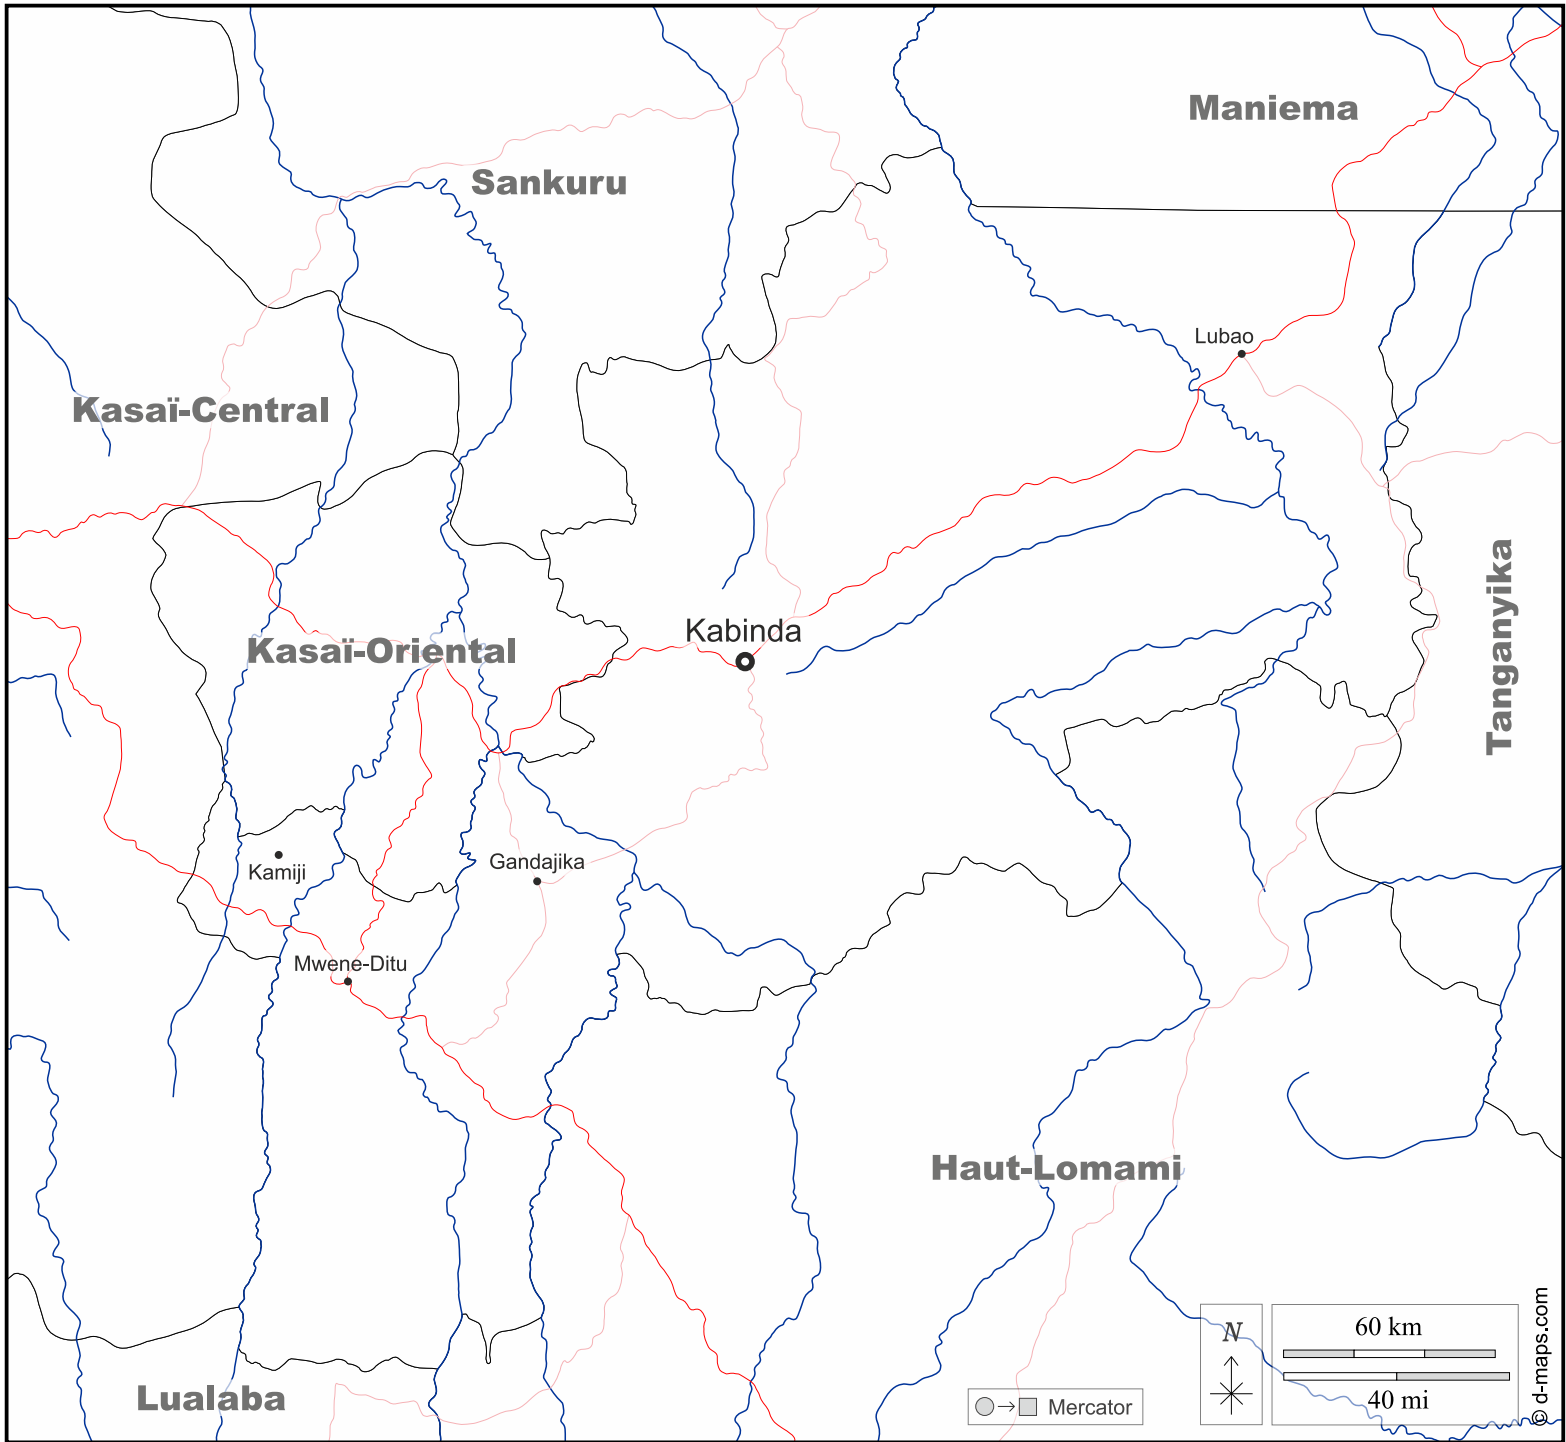 Maniema
Sankuru
Lubao
Kasaï-Central
Tanganyika
Kabinda
Kasaï-Oriental
Gandajika
Kamiji
Mwene-Ditu
Haut-Lomami
Lualaba
N
60 km
40 mi
Mercator
© d-maps.com